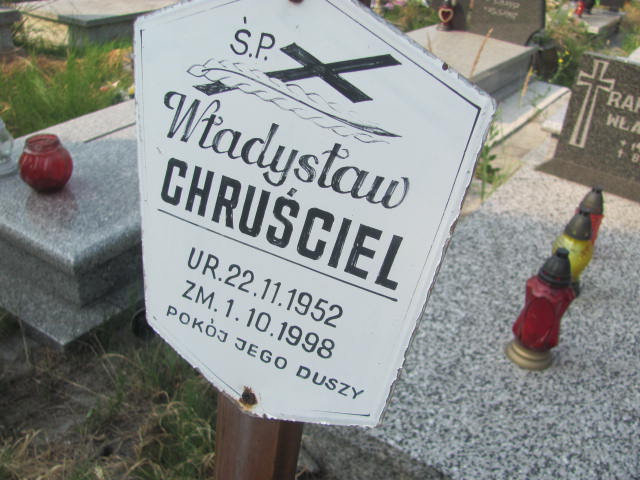 Ś.P.
Władysław
CHRUŚCIEL
UR. 22.11.1952
ZM. 1.10.1998
POKÓJ JEGO DUSZY